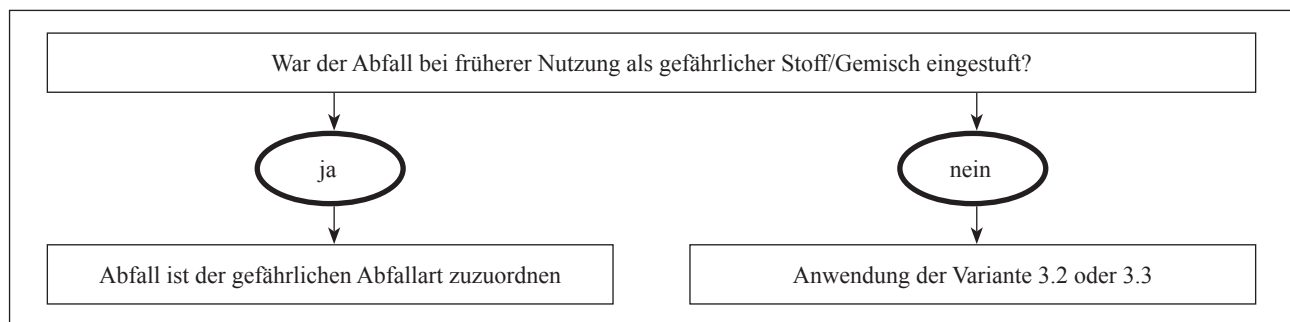 War der Abfall bei früherer Nutzung als gefährlicher Stoff/Gemisch eingestuft?
ja
nein
Abfall ist der gefährlichen Abfallart zuzuordnen
Anwendung der Variante 3.2 oder 3.3